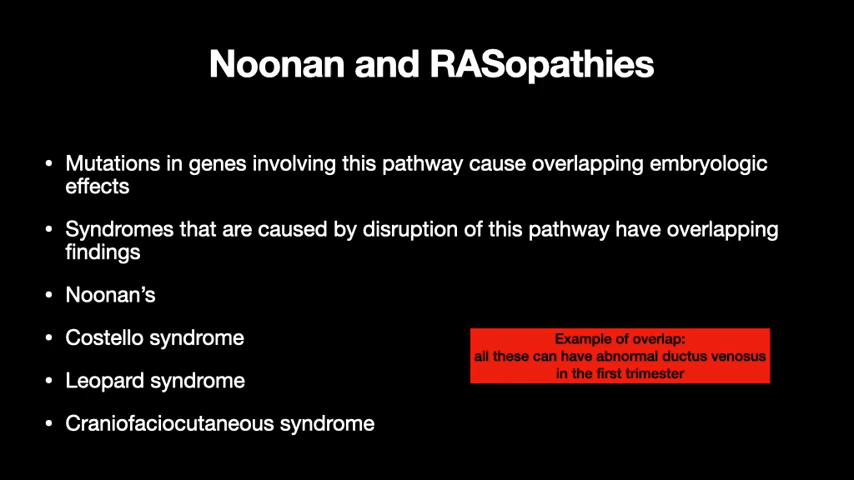 Noonan and RASopathies
• Mutations in genes involving this pathway cause overlapping embryologic
effects
• Syndromes that are caused by disruption of this pathway have overlapping
findings
• Noonan’s
• Costello syndrome
• Leopard syndrome
• Craniofaciocutaneous syndrome
Example of overlap:
all these can have abnormal ductus venosus
in the first trimester